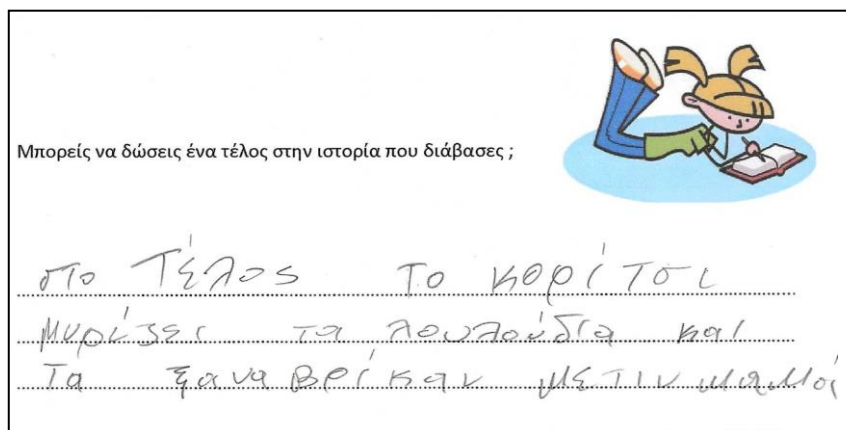 Μπορείς να δώσεις ένα τέλος στην ιστορία που διάβασες ;
στο Τέλος το κορίτσι
μυρίζει τα λουλούδια και
Τα ξαναβρίκαν με τιν μαμά